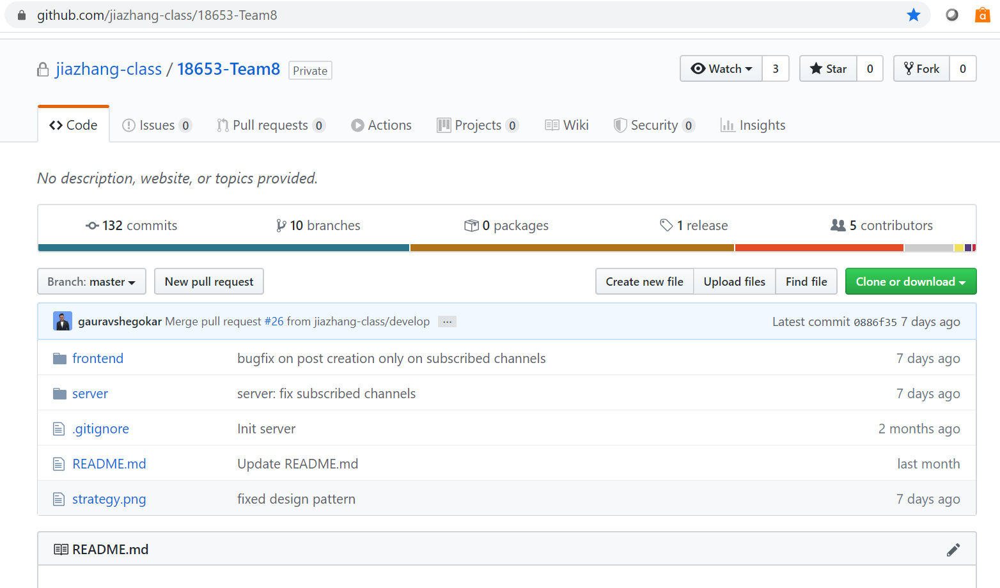 github.com/jiazhang-class/18653-Team8
jiazhang-class / 18653-Team8 Private Watch 3 Star 0 Fork 0
Code Issues 0 Pull requests 0 Actions Projects 0 Wiki Security 0 Insights
No description, website, or topics provided.
132 commits 10 branches 0 packages 1 release 5 contributors
Branch: master New pull request Create new file Upload files Find file Clone or download
gauravshegokar Merge pull request #26 from jiazhang-class/develop ... Latest commit 0886f35 7 days ago
frontend bugfix on post creation only on subscribed channels 7 days ago
server server: fix subscribed channels 7 days ago
.gitignore Init server 2 months ago
README.md Update README.md last month
strategy.png fixed design pattern 7 days ago
README.md